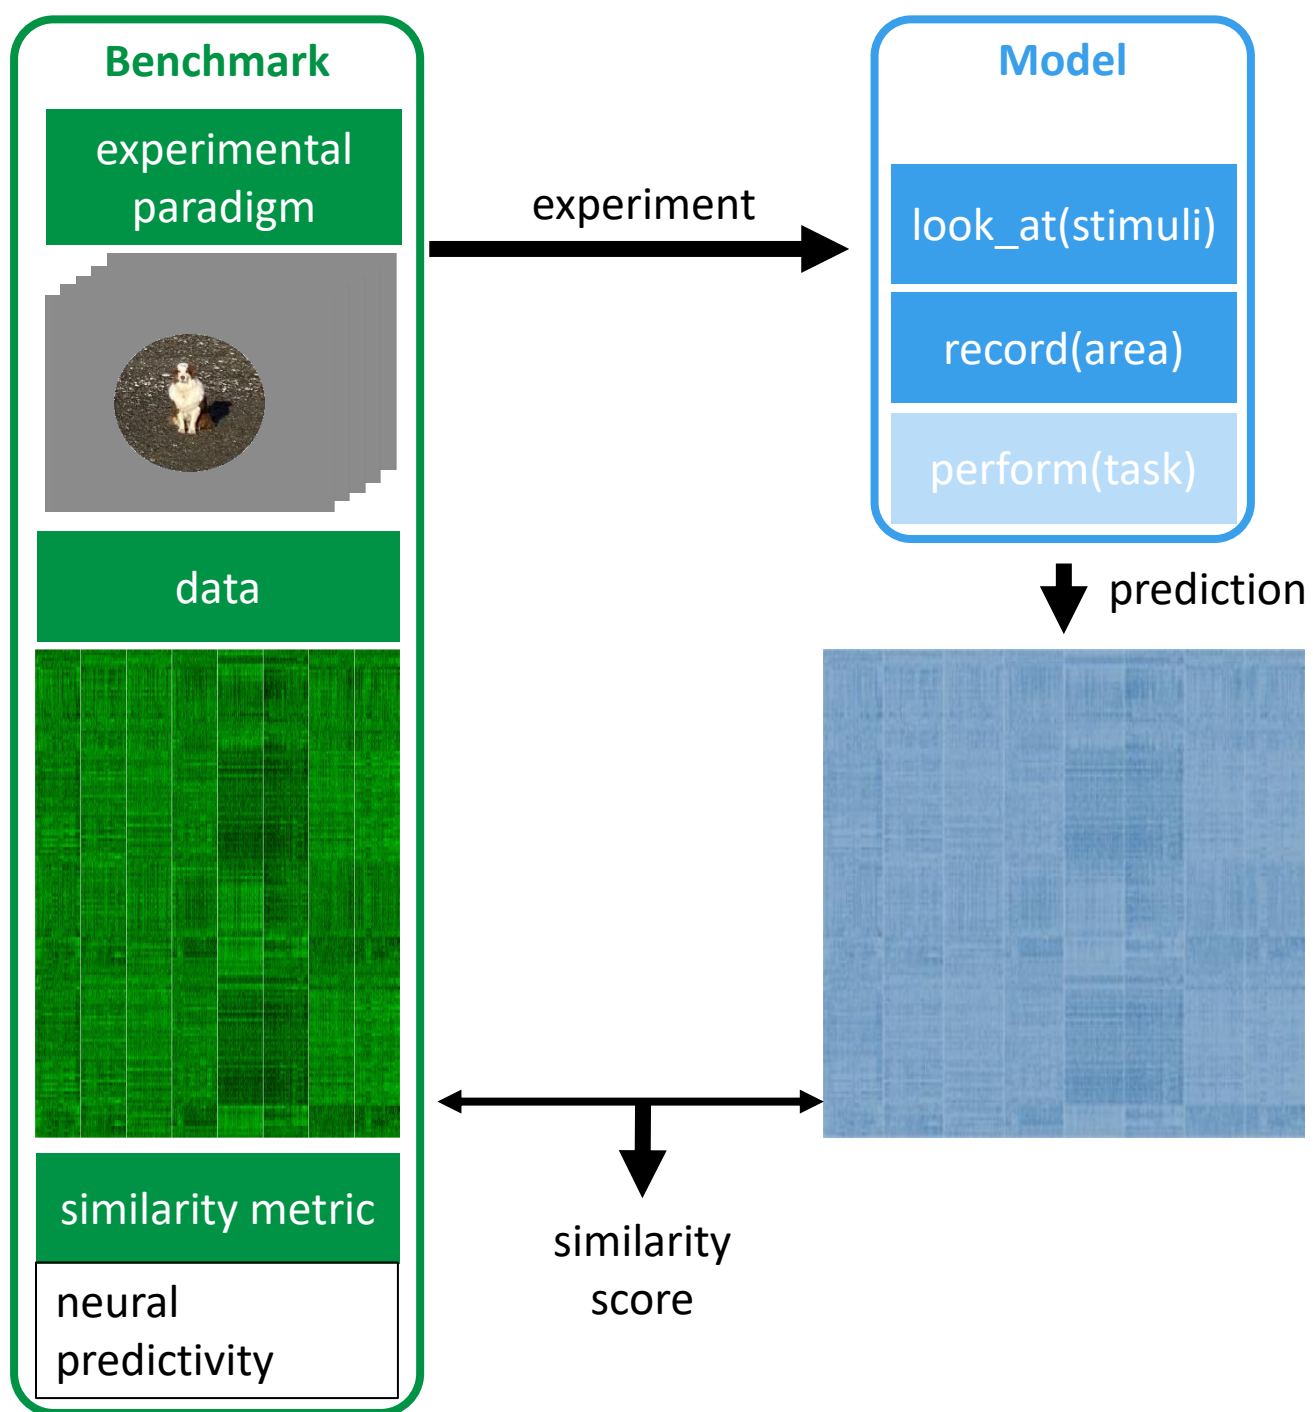 Benchmark
experimental
paradigm
data
similarity metric
neural
predictivity
experiment
Model
look_at(stimuli)
record(area)
perform(task)
prediction
similarity
score